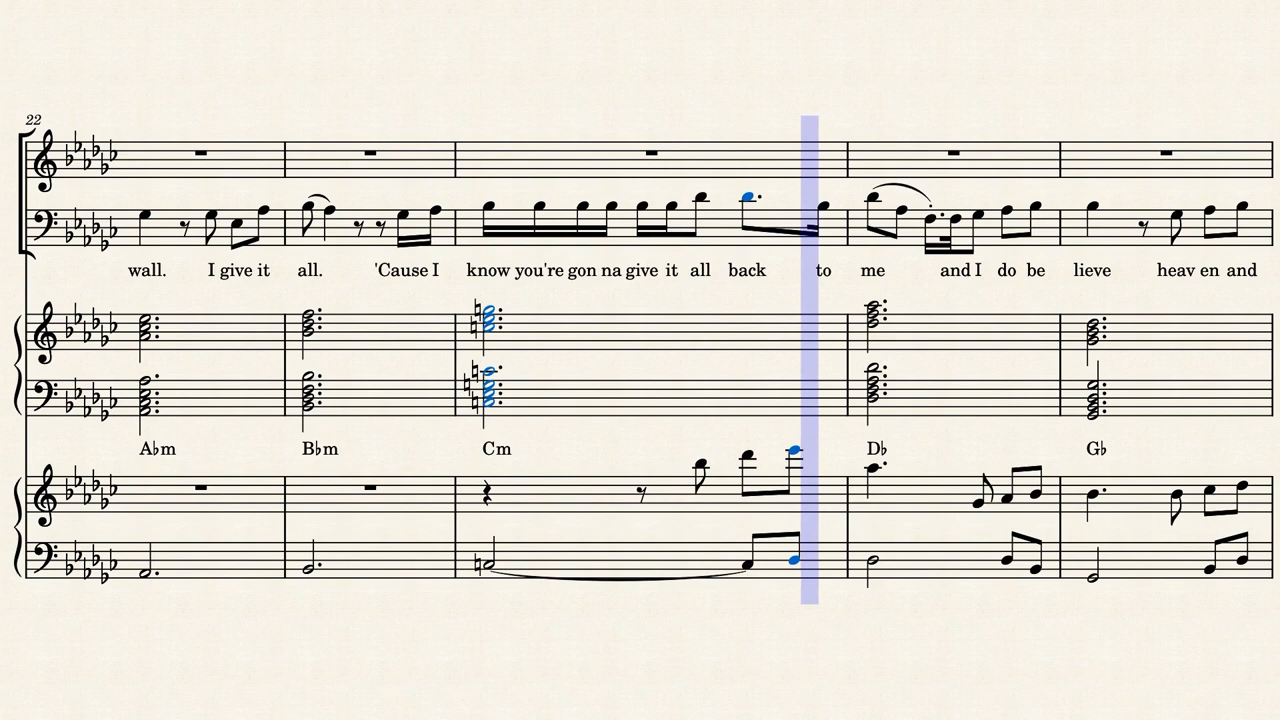 22
wall. I give it all. 'Cause I know you're gon na give it all back to me and I do be lieve heav en and
A♭m B♭m Cm D♭ G♭